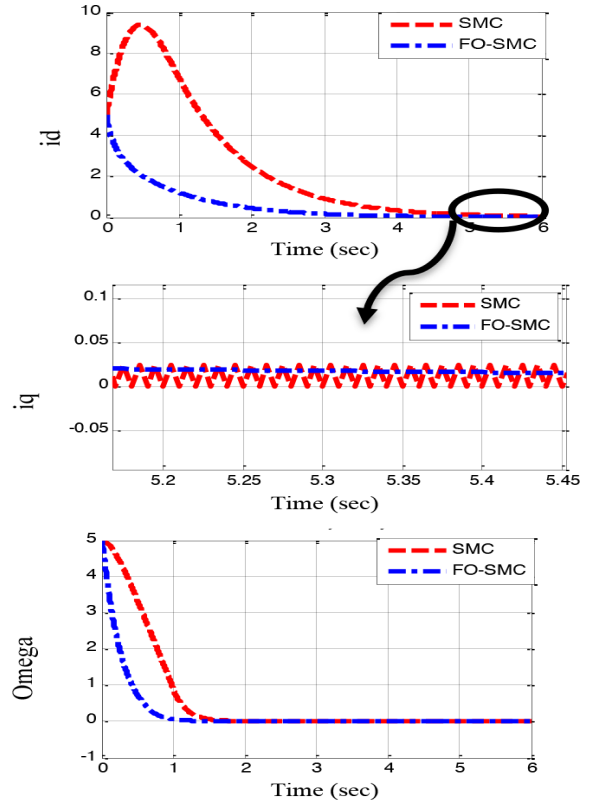 10
8
6
4
2
0
id
SMC
FO-SMC
0 1 2 3 4 5 6
Time (sec)
0.1
0.05
0
-0.05
iq
SMC
FO-SMC
5.2 5.25 5.3 5.35 5.4 5.45
Time (sec)
5
4
3
2
1
0
-1
Omega
SMC
FO-SMC
0 1 2 3 4 5 6
Time (sec)